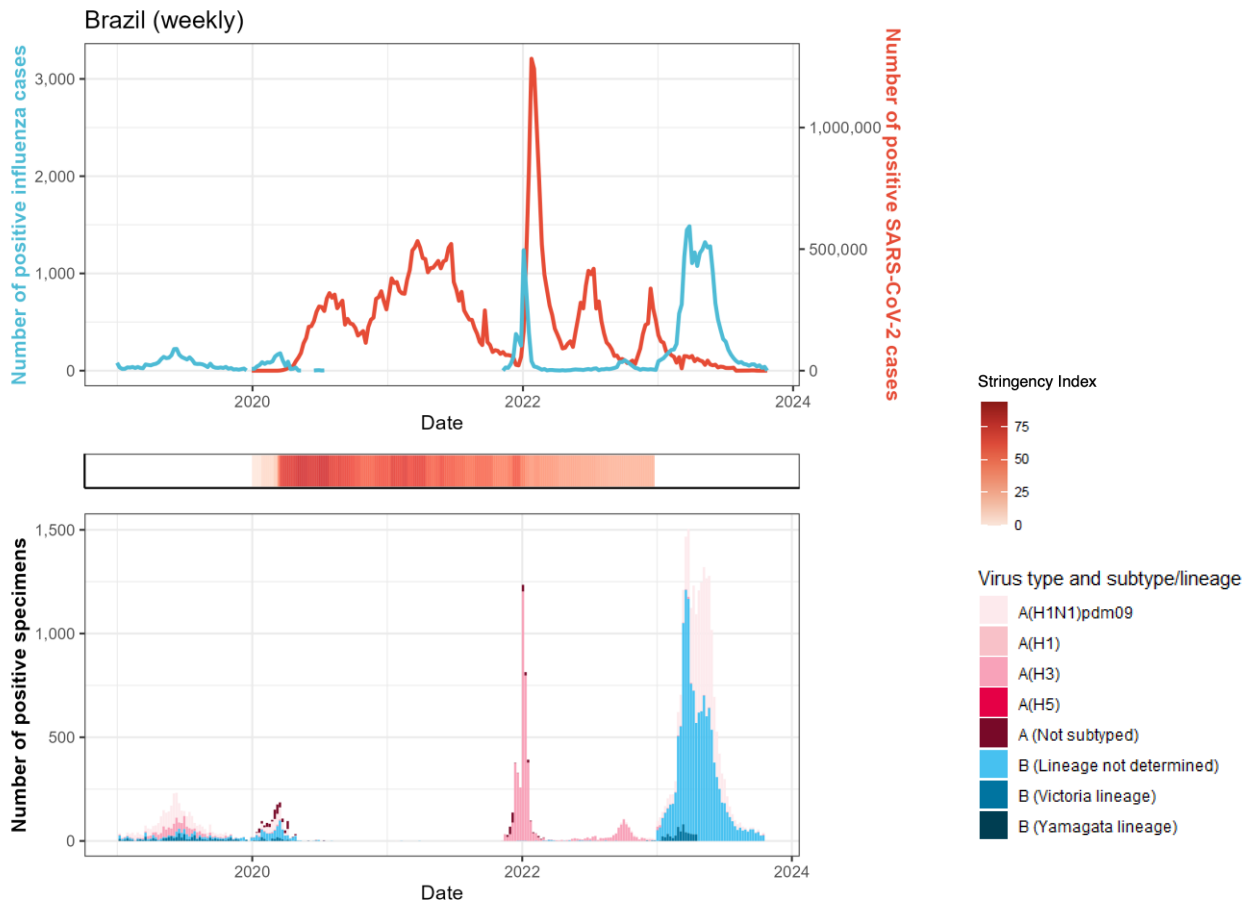 Brazil (weekly)
Number of positive influenza cases
3,000
2,000
1,000
0
1,000,000
500,000
0
Number of positive SARS-CoV-2 cases
2020
2022
2024
Date
Stringency Index
75
50
25
0
Number of positive specimens
1,500
1,000
500
0
2020
2022
2024
Date
Virus type and subtype/lineage
A(H1N1)pdm09
A(H1)
A(H3)
A(H5)
A (Not subtyped)
B (Lineage not determined)
B (Victoria lineage)
B (Yamagata lineage)